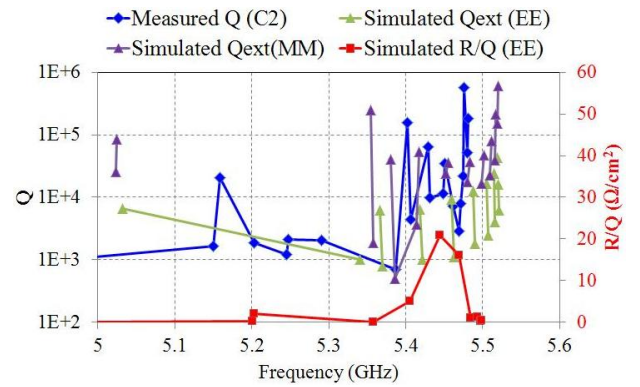 Measured Q (C2) Simulated Qext (EE)
Simulated Qext(MM) Simulated R/Q (EE)
1E+6 60
50
1E+5
40
1E+4 30
20
1E+3
10
1E+2 0
Q
R/Q (Ω/cm²)
5 5.1 5.2 5.3 5.4 5.5 5.6
Frequency (GHz)